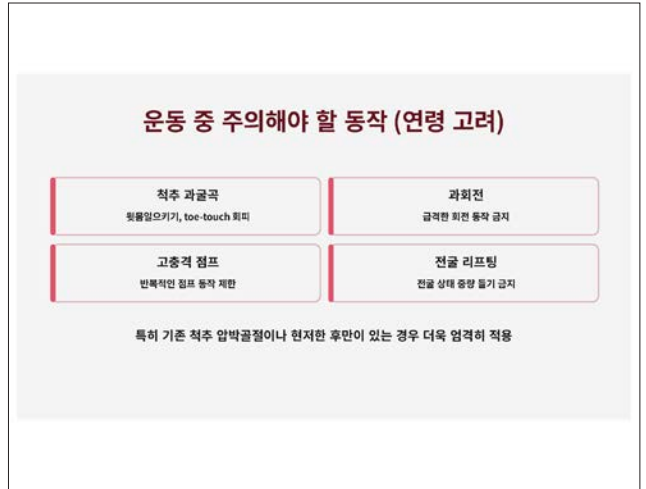 운동 중 주의해야 할 동작 (연령 고려)
척추 과굴곡
윗몸일으키기, toe-touch 회피
과회전
급격한 회전 동작 금지
고충격 점프
반복적인 점프 동작 제한
전굴 리프팅
전굴 상태 중량 들기 금지
특히 기존 척추 압박골절이나 현저한 후만이 있는 경우 더욱 엄격히 적용